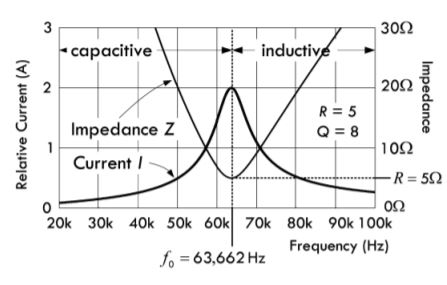 3
30Ω
capacitive
inductive
2
20Ω
R = 5
Q = 8
Impedance Z
1
10Ω
Current I
R = 5Ω
0
0Ω
20k 30k 40k 50k 60k 70k 80k 90k 100k
Frequency (Hz)
f₀ = 63,662 Hz
Relative Current (A)
Impedance